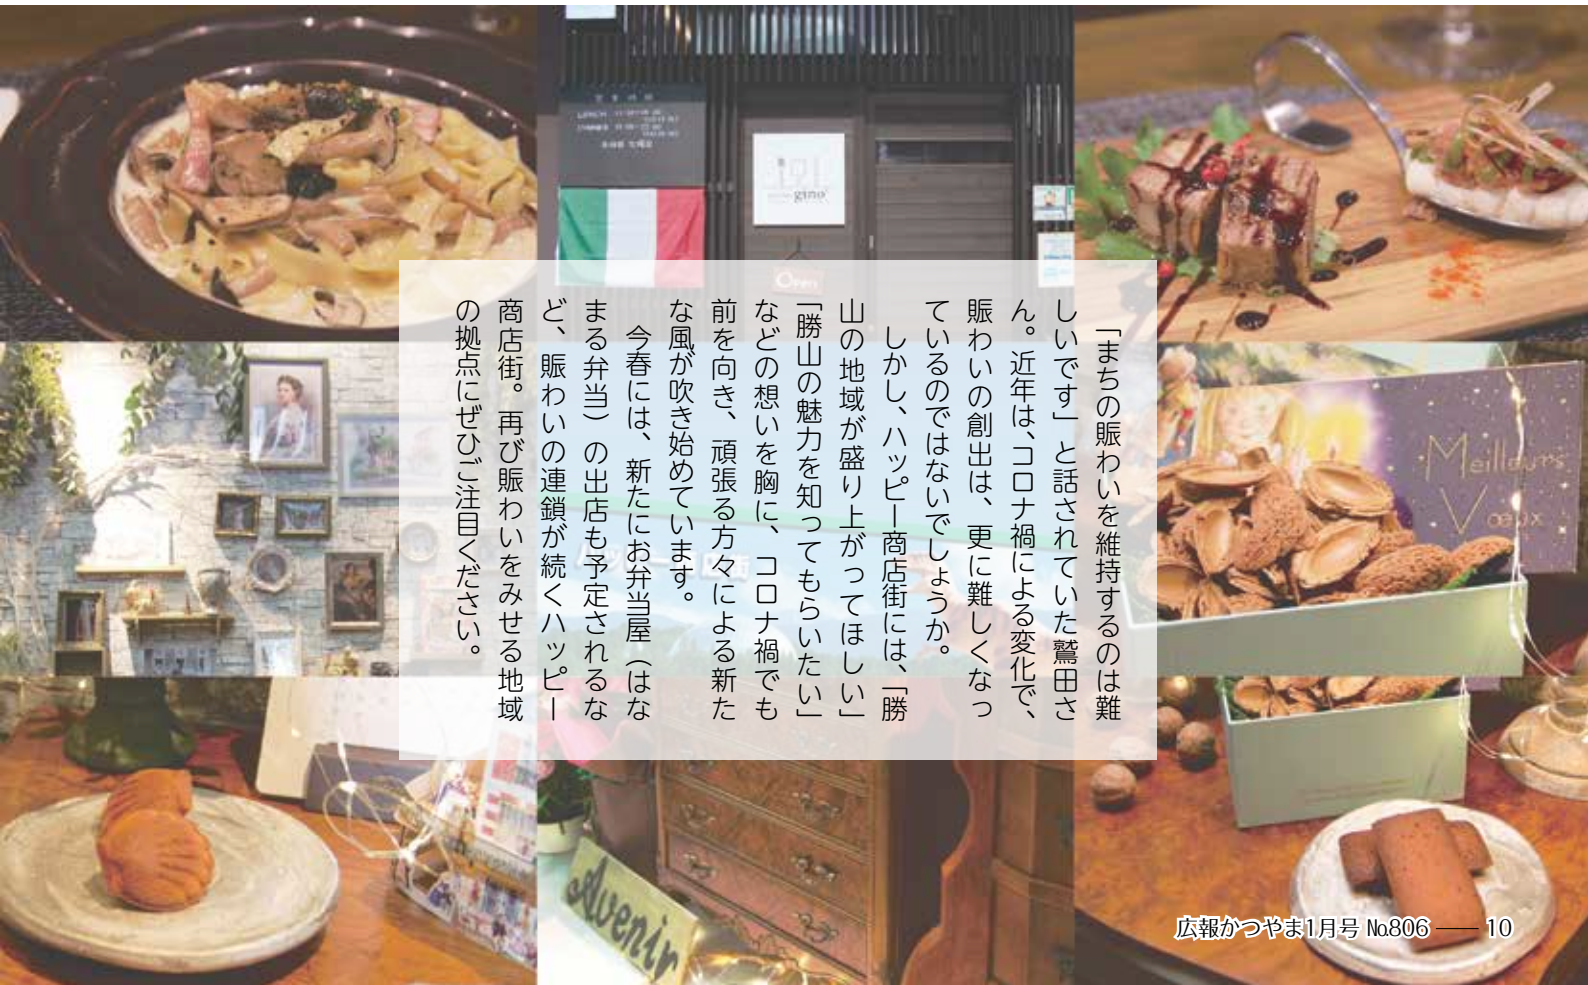 「まちの賑わいを維持するのは難
しいです」と話されていた鷲田さ
ん。近年は、コロナ禍による変化で、
賑わいの創出は、更に難しくなっ
ているのではないでしょうか。
しかし、ハッピー商店街には、「勝
山の地域が盛り上がってほしい」
「勝山の魅力を知ってもらいたい」
などの想いを胸に、コロナ禍でも
前を向き、頑張る方々による新た
な風が吹き始めています。
今春には、新たにお弁当屋（はな
まる弁当）の出店も予定されるな
ど、賑わいの連鎖が続くハッピー
商店街。再び賑わいをみせる地域
の拠点にぜひご注目ください。
gino
Open
Meilleurs
Vœux
Avenir
広報かつやま1月号 No.806 ― 10